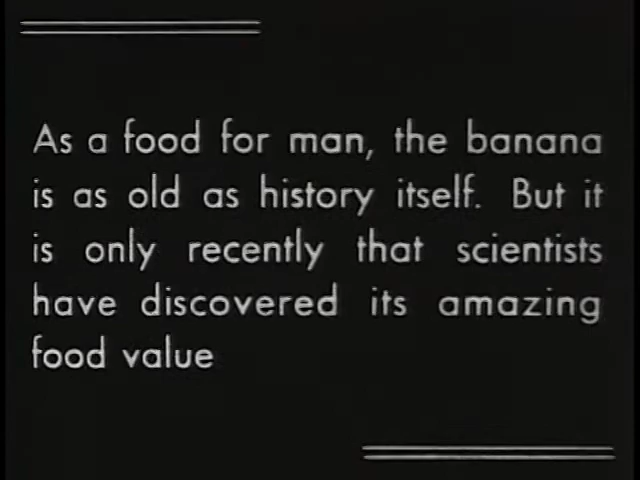 As a food for man, the banana
is as old as history itself. But it
is only recently that scientists
have discovered its amazing
food value